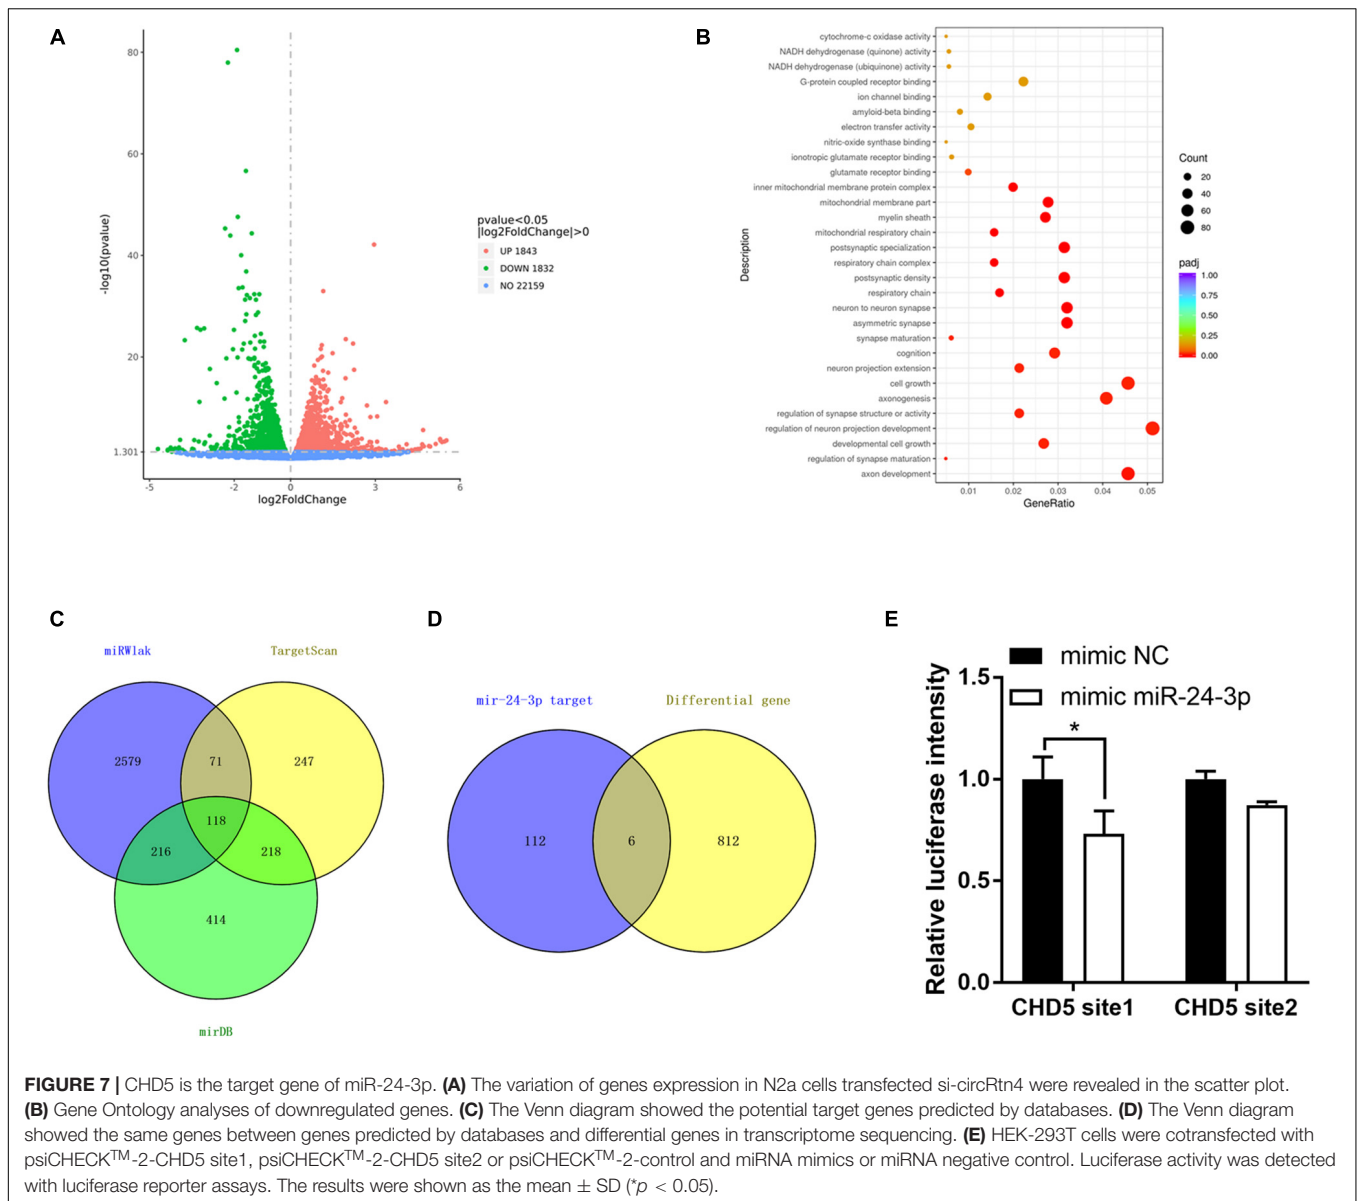 A
80
60
40
20
1.301
-log10(pvalue)
-5
-2
0
3
6
log2FoldChange
pvalue<0.05
|log2FoldChange|>0
UP 1843
DOWN 1832
NO 22159
B
Description
cytochrome-c oxidase activity
NADH dehydrogenase (quinone) activity
NADH dehydrogenase (ubiquinone) activity
G-protein coupled receptor binding
ion channel binding
amyloid-beta binding
electron transfer activity
nitric-oxide synthase binding
ionotropic glutamate receptor binding
glutamate receptor binding
inner mitochondrial membrane protein complex
mitochondrial membrane part
myelin sheath
mitochondrial respiratory chain
postsynaptic specialization
respiratory chain complex
postsynaptic density
respiratory chain
neuron to neuron synapse
asymmetric synapse
synapse maturation
cognition
neuron projection extension
cell growth
axonogenesis
regulation of synapse structure or activity
regulation of neuron projection development
developmental cell growth
regulation of synapse maturation
axon development
0.01
0.02
0.03
0.04
0.05
GeneRatio
Count
20
40
60
80
padj
1.00
0.75
0.50
0.25
0.00
C
miRWlak
TargetScan
2579
71
247
118
216
218
414
mirDB
D
mir-24-3p target
Differential gene
112
6
812
E
mimic NC
mimic miR-24-3p
Relative luciferase intensity
1.5
1.0
0.5
0.0
*
CHD5 site1
CHD5 site2
FIGURE 7 | CHD5 is the target gene of miR-24-3p. (A) The variation of genes expression in N2a cells transfected si-circRtn4 were revealed in the scatter plot.
(B) Gene Ontology analyses of downregulated genes. (C) The Venn diagram showed the potential target genes predicted by databases. (D) The Venn diagram
showed the same genes between genes predicted by databases and differential genes in transcriptome sequencing. (E) HEK-293T cells were cotransfected with
psiCHECK™-2-CHD5 site1, psiCHECK™-2-CHD5 site2 or psiCHECK™-2-control and miRNA mimics or miRNA negative control. Luciferase activity was detected
with luciferase reporter assays. The results were shown as the mean ± SD (*p < 0.05).